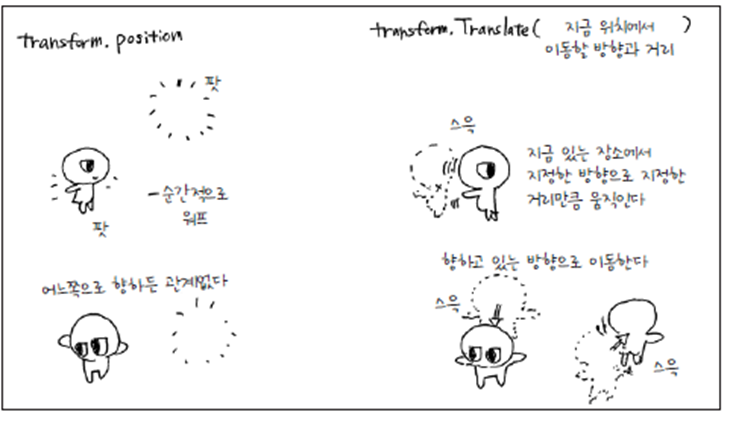 transform. position
팟
팟
-순간적으로
워프
어느쪽으로 향하든 관계없다
transform. Translate( 지금 위치에서 )
이동할 방향과 거리
스윽
지금 있는 장소에서
지정한 방향으로 지정한
거리만큼 움직인다
향하고 있는 방향으로 이동한다
스윽
스윽